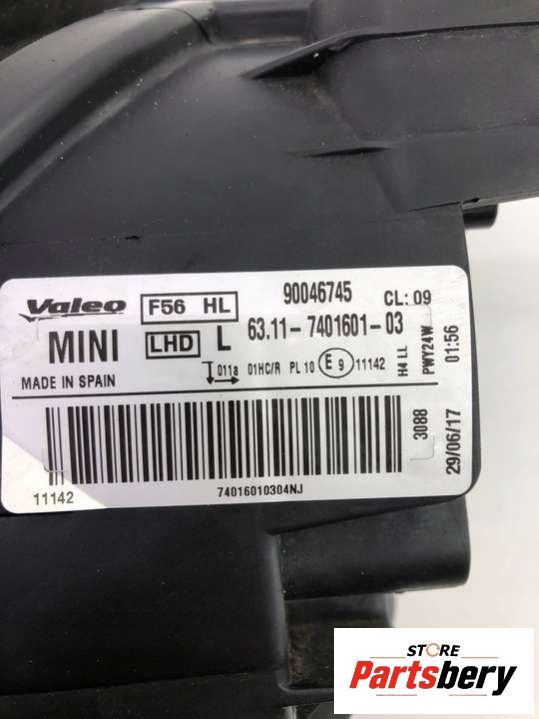 Valeo F56 HL 90046745 CL: 09
MINI LHD L 63.11-7401601-03
MADE IN SPAIN 011a 01HC/R PL 10 E 9 11142
H4 LL
PWY24W
01:56
3088
29/06/17
11142
74016010304NJ
STORE
Partsbery